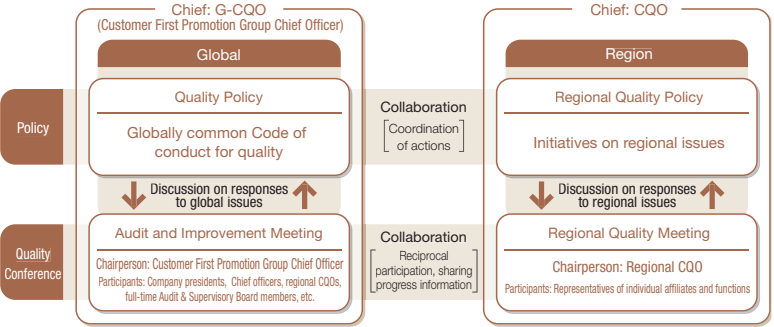 Chief: G-CQO
(Customer First Promotion Group Chief Officer)
Global
Policy
Quality Policy
Globally common Code of
conduct for quality
Discussion on responses
to global issues
Quality
Conference
Audit and Improvement Meeting
Chairperson: Customer First Promotion Group Chief Officer
Participants: Company presidents, Chief officers, regional CQOs,
full-time Audit & Supervisory Board members, etc.
Collaboration
Coordination
of actions
Collaboration
Reciprocal
participation, sharing
progress information
Chief: CQO
Region
Regional Quality Policy
Initiatives on regional issues
Discussion on responses
to regional issues
Regional Quality Meeting
Chairperson: Regional CQO
Participants: Representatives of individual affiliates and functions